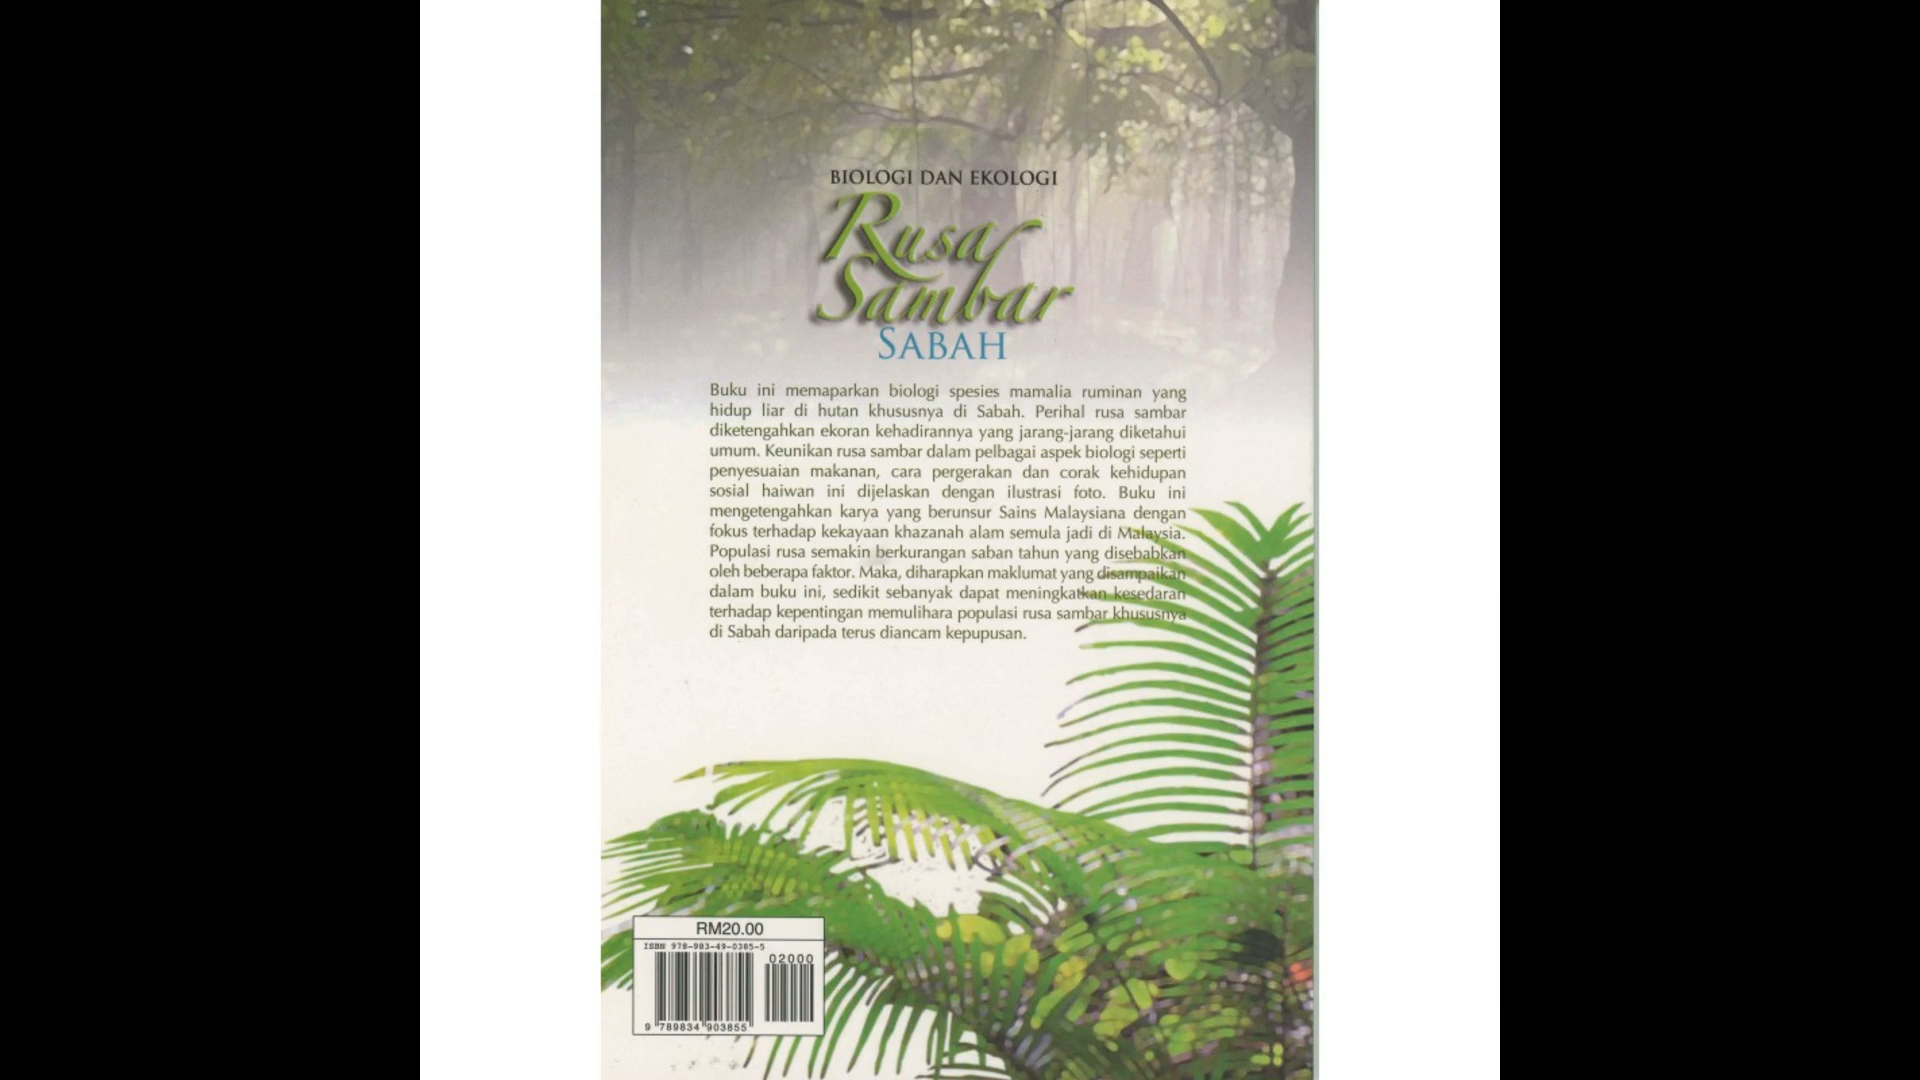 BIOLOGI DAN EKOLOGI
Rusa
Sambar
SABAH
Buku ini memaparkan biologi spesies mamalia ruminan yang
hidup liar di hutan khususnya di Sabah. Perihal rusa sambar
diketengahkan ekoran kehadirannya yang jarang-jarang diketahui
umum. Keunikan rusa sambar dalam pelbagai aspek biologi seperti
penyesuaian makanan, cara pergerakan dan corak kehidupan
sosial haiwan ini dijelaskan dengan ilustrasi foto. Buku ini
mengetengahkan karya yang berunsur Sains Malaysiana dengan
fokus terhadap kekayaan khazanah alam semula jadi di Malaysia.
Populasi rusa semakin berkurangan saban tahun yang disebabkan
oleh beberapa faktor. Maka, diharapkan maklumat yang disampaikan
dalam buku ini, sedikit sebanyak dapat meningkatkan kesedaran
terhadap kepentingan memulihara populasi rusa sambar khususnya
di Sabah daripada terus diancam kepupusan.
RM20.00
ISBN 978-983-49-0385-5
02000
9 789834 903855